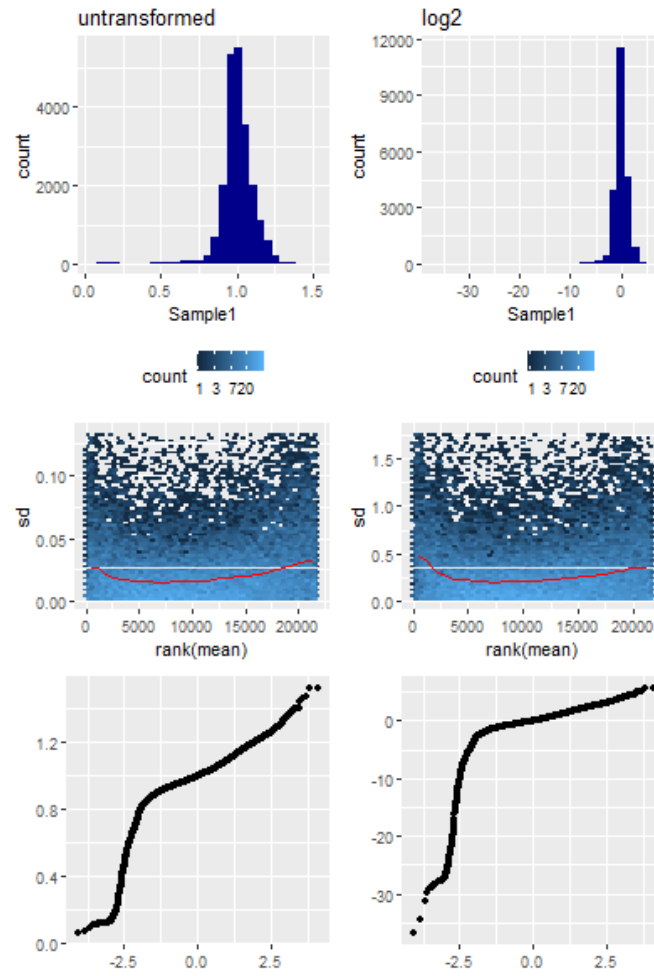 untransformed
log2
count
4000
2000
0
0.0 0.5 1.0 1.5
Sample1
count
12000
9000
6000
3000
0
-30 -20 -10 0
Sample1
count
1 3 720
count
1 3 720
sd
0.10
0.05
0.00
0 5000 10000 15000 20000
rank(mean)
sd
1.5
1.0
0.5
0.0
0 5000 10000 15000 20000
rank(mean)
1.2
0.8
0.4
0.0
-2.5 0.0 2.5
0
-10
-20
-30
-2.5 0.0 2.5